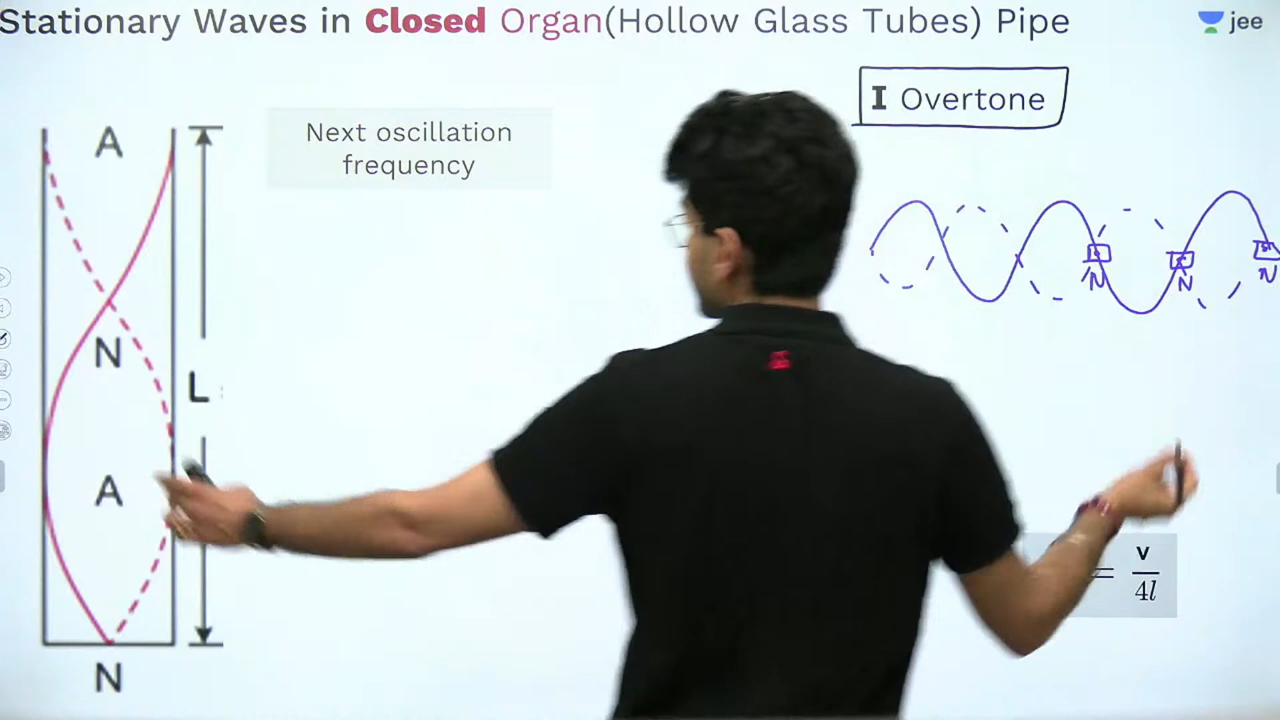 Stationary Waves in Closed Organ(Hollow Glass Tubes) Pipe
jee
I Overtone
Next oscillation
frequency
A
N
A
N
L
N
N
N
= v/4l